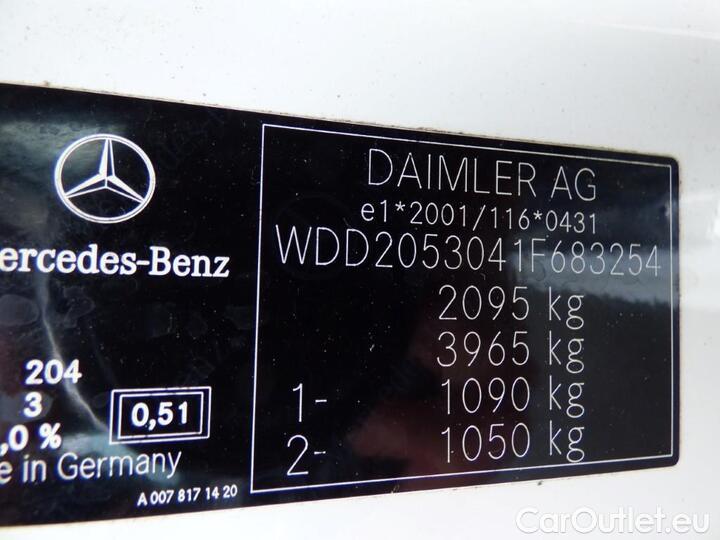 DAIMLER AG
e1*2001/116*0431
WDD2053041F683254
2095 kg
3965 kg
1- 1090 kg
2- 1050 kg
ercedes-Benz
204
3
,0 %
0,51
e in Germany
A 007 817 14 20
CarOutlet.eu